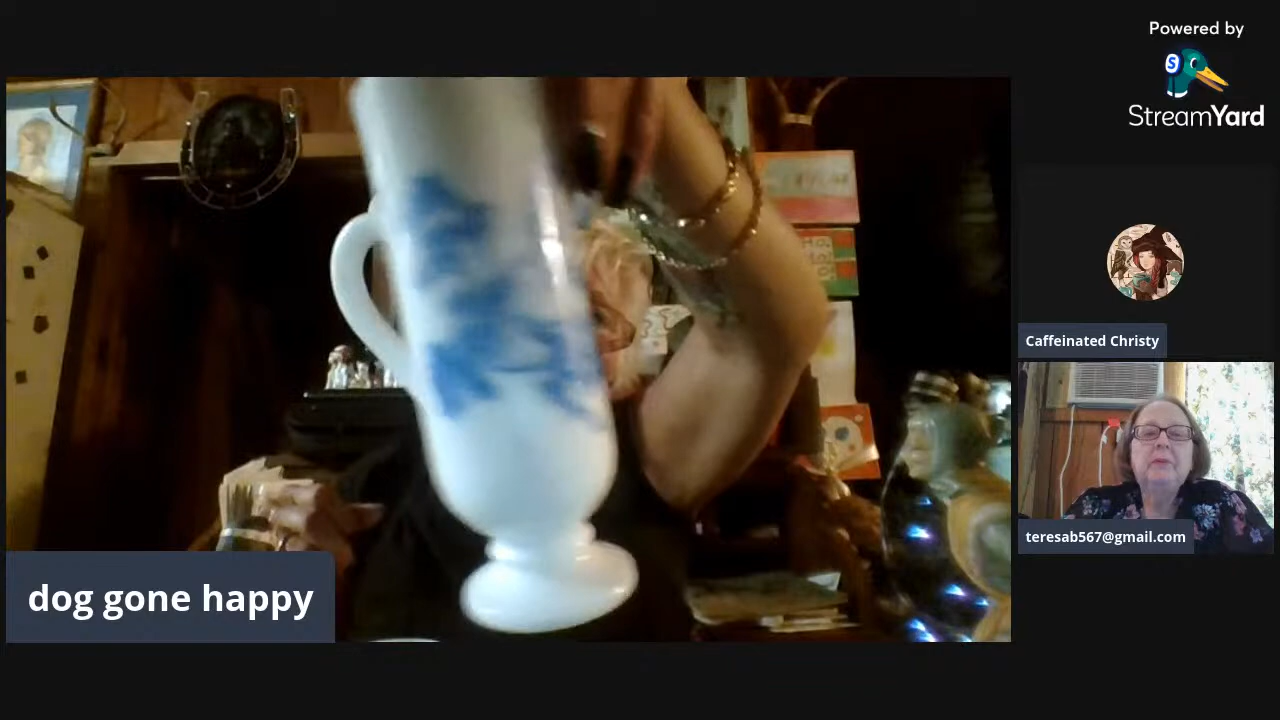 Powered by
S
StreamYard
Caffeinated Christy
teresab567@gmail.com
dog gone happy